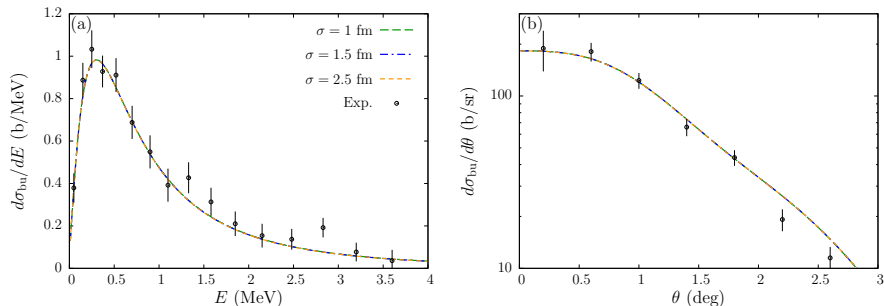 (a)
σ = 1 fm
σ = 1.5 fm
σ = 2.5 fm
Exp.
dσ_bu/dE (b/MeV)
1.2
1
0.8
0.6
0.4
0.2
0
0 0.5 1 1.5 2 2.5 3 3.5 4
E (MeV)
(b)
dσ_bu/dθ (b/sr)
100
10
0 0.5 1 1.5 2 2.5 3
θ (deg)